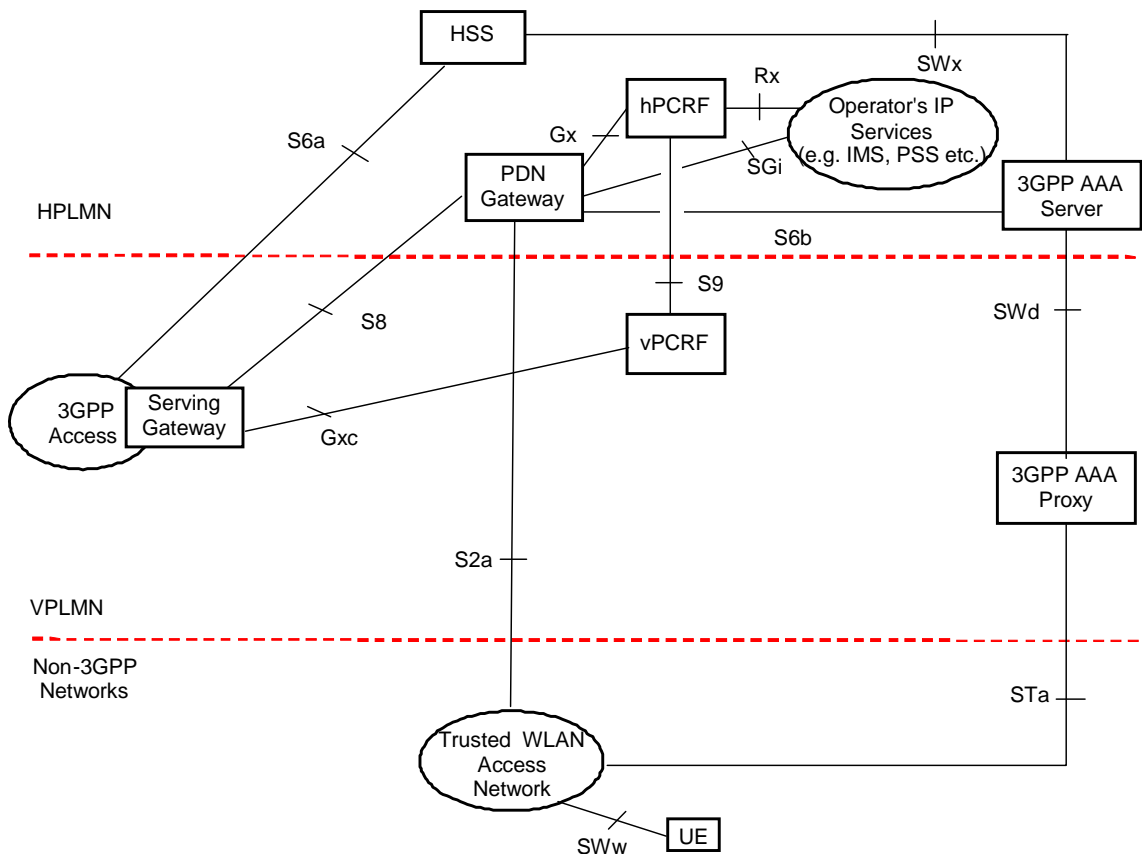 HSS
SWx
Rx
hPCRF
Operator's IP
Services
(e.g. IMS, PSS etc.)
S6a
Gx
SGi
PDN
Gateway
3GPP AAA
Server
HPLMN
S6b
S9
SWd
S8
vPCRF
3GPP
Access
Serving
Gateway
Gxc
3GPP AAA
Proxy
S2a
VPLMN
Non-3GPP
Networks
STa
Trusted WLAN
Access
Network
SWw
UE